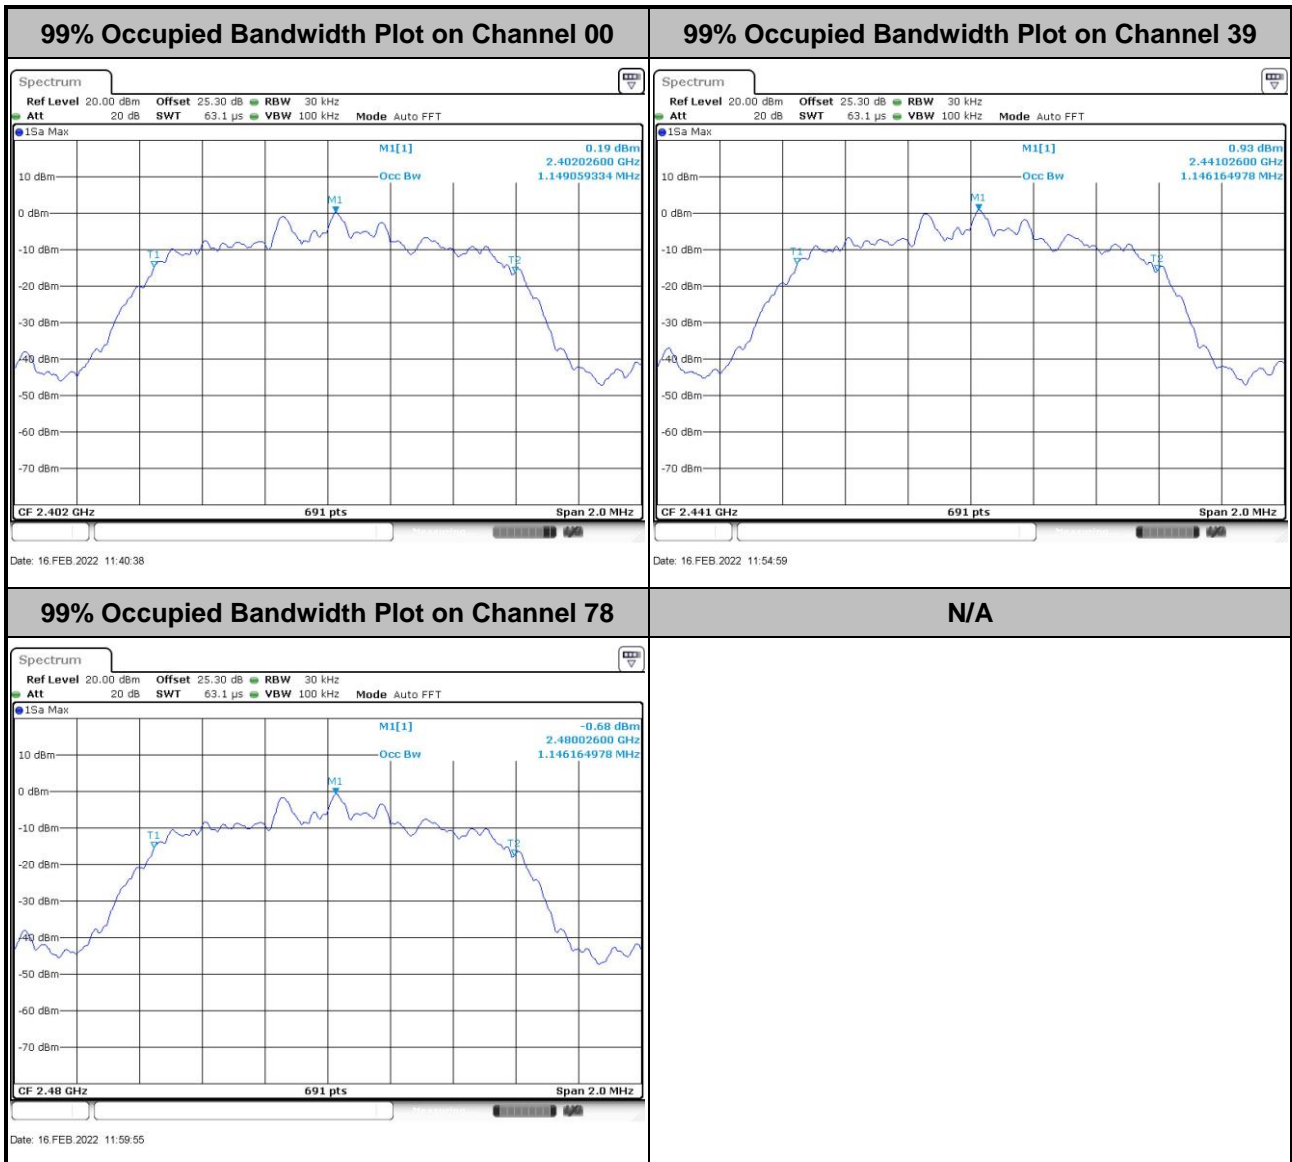 99% Occupied Bandwidth Plot on Channel 00
99% Occupied Bandwidth Plot on Channel 39
Spectrum
Ref Level 20.00 dBm Offset 25.30 dB RBW 30 kHz
Att 20 dB SWT 63.1 µs VBW 100 kHz Mode Auto FFT
1Sa Max
M1[1] 0.19 dBm
2.40202600 GHz
Occ Bw 1.149059334 MHz
10 dBm
0 dBm
-10 dBm
-20 dBm
-30 dBm
-40 dBm
-50 dBm
-60 dBm
-70 dBm
T1
M1
T2
CF 2.402 GHz 691 pts Span 2.0 MHz
Date: 16.FEB.2022 11:40:38
Spectrum
Ref Level 20.00 dBm Offset 25.30 dB RBW 30 kHz
Att 20 dB SWT 63.1 µs VBW 100 kHz Mode Auto FFT
1Sa Max
M1[1] 0.93 dBm
2.44102600 GHz
Occ Bw 1.146164978 MHz
10 dBm
0 dBm
-10 dBm
-20 dBm
-30 dBm
-40 dBm
-50 dBm
-60 dBm
-70 dBm
T1
M1
T2
CF 2.441 GHz 691 pts Span 2.0 MHz
Date: 16.FEB.2022 11:54:59
99% Occupied Bandwidth Plot on Channel 78
N/A
Spectrum
Ref Level 20.00 dBm Offset 25.30 dB RBW 30 kHz
Att 20 dB SWT 63.1 µs VBW 100 kHz Mode Auto FFT
1Sa Max
M1[1] -0.68 dBm
2.48002600 GHz
Occ Bw 1.146164978 MHz
10 dBm
0 dBm
-10 dBm
-20 dBm
-30 dBm
-40 dBm
-50 dBm
-60 dBm
-70 dBm
T1
M1
T2
CF 2.48 GHz 691 pts Span 2.0 MHz
Date: 16.FEB.2022 11:59:55